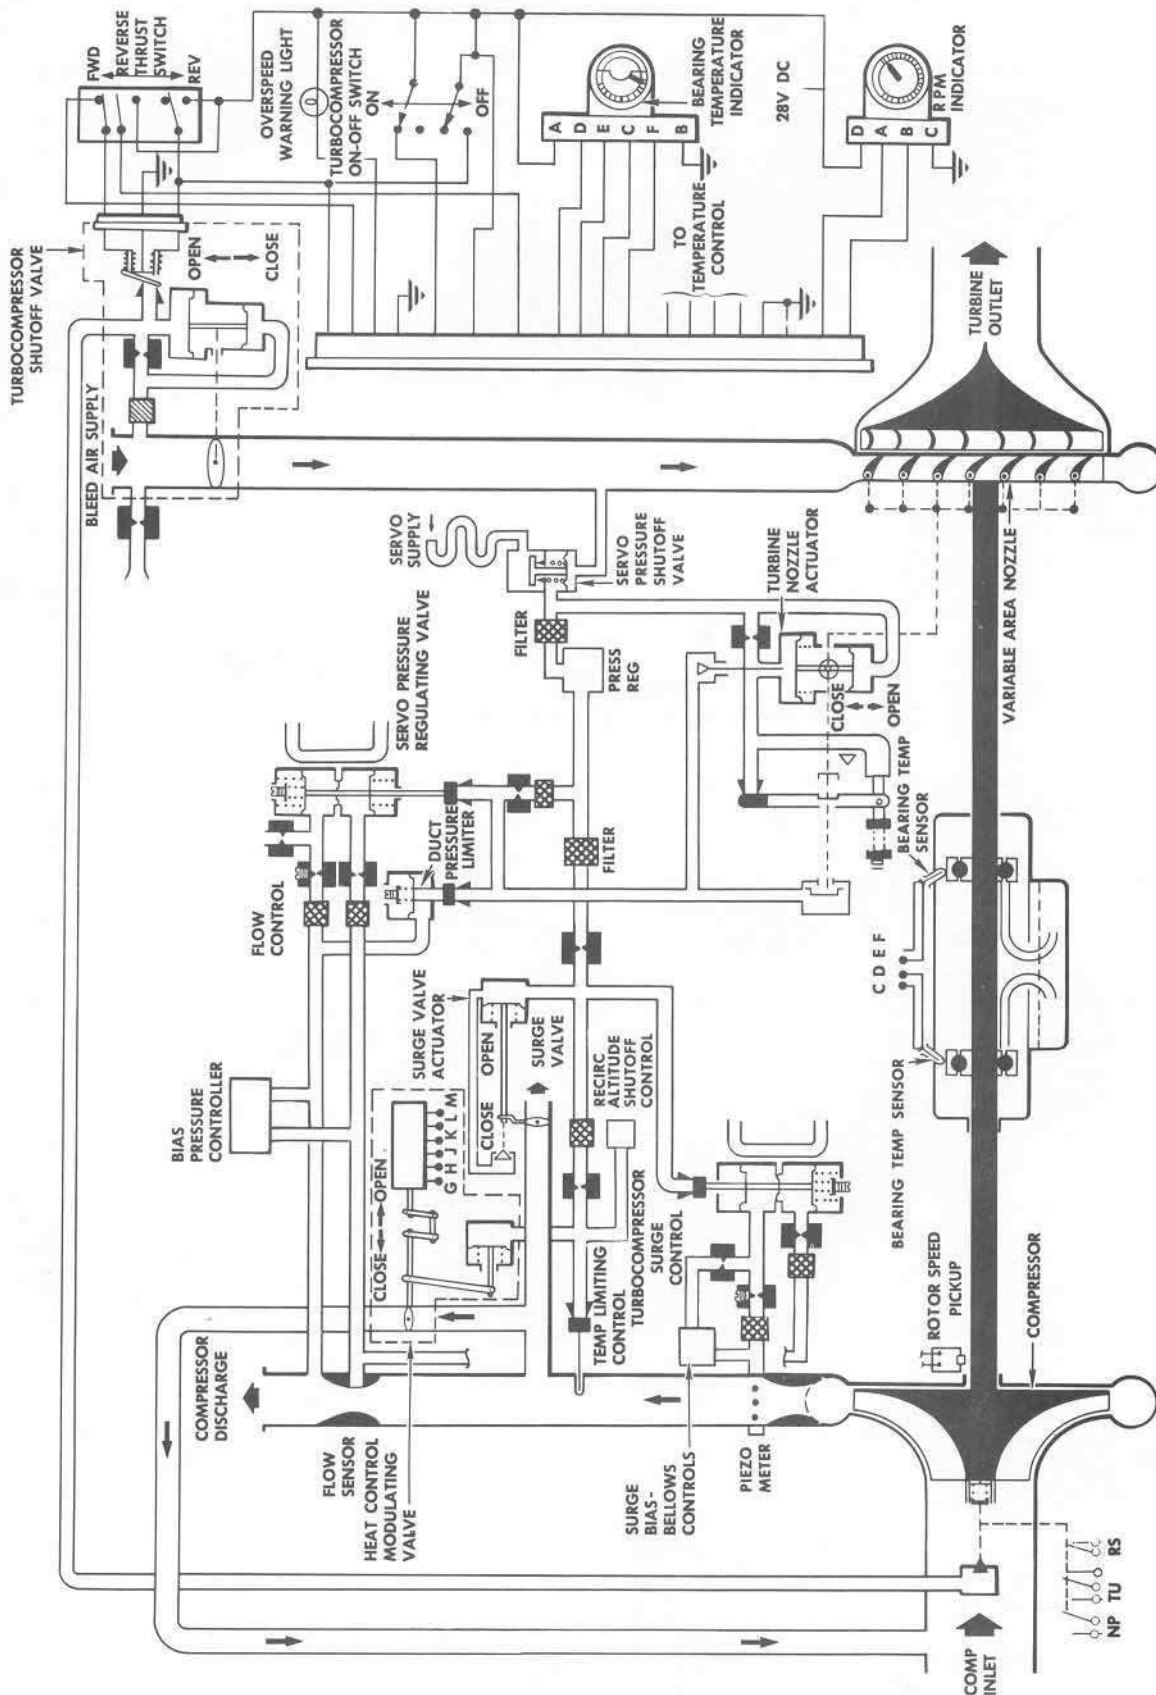 TURBOCOMPRESSOR
SHUTOFF VALVE
FWD
REVERSE
THRUST
SWITCH
REV
OVERSPEED
WARNING LIGHT
TURBOCOMPRESSOR
ON-OFF SWITCH
ON
OFF
BEARING
TEMPERATURE
INDICATOR
A
D
E
C
F
B
28V DC
RPM
INDICATOR
D
A
B
C
OPEN
CLOSE
TO
TEMPERATURE
CONTROL
BLEED AIR SUPPLY
TURBINE
OUTLET
SERVO
SUPPLY
SERVO
PRESSURE
SHUTOFF
VALVE
SERVO PRESSURE
REGULATING VALVE
FILTER
PRESS
REG
TURBINE
NOZZLE
ACTUATOR
CLOSE
OPEN
VARIABLE AREA NOZZLE
FLOW
CONTROL
DUCT
PRESSURE
LIMITER
FILTER
BEARING TEMP
SENSOR
C D E F
BIAS
PRESSURE
CONTROLLER
SURGE VALVE
ACTUATOR
CLOSE
OPEN
SURGE
VALVE
RECIRC
ALTITUDE
SHUTOFF
CONTROL
BEARING TEMP SENSOR
CLOSE
OPEN
G H J K L M
COMPRESSOR
DISCHARGE
TEMP LIMITING
CONTROL
TURBOCOMPRESSOR
SURGE
CONTROL
ROTOR SPEED
PICKUP
COMPRESSOR
FLOW
SENSOR
HEAT CONTROL
MODULATING
VALVE
SURGE
BIAS-
BELLOWS
CONTROLS
PIEZO
METER
COMP
INLET
NP TU RS